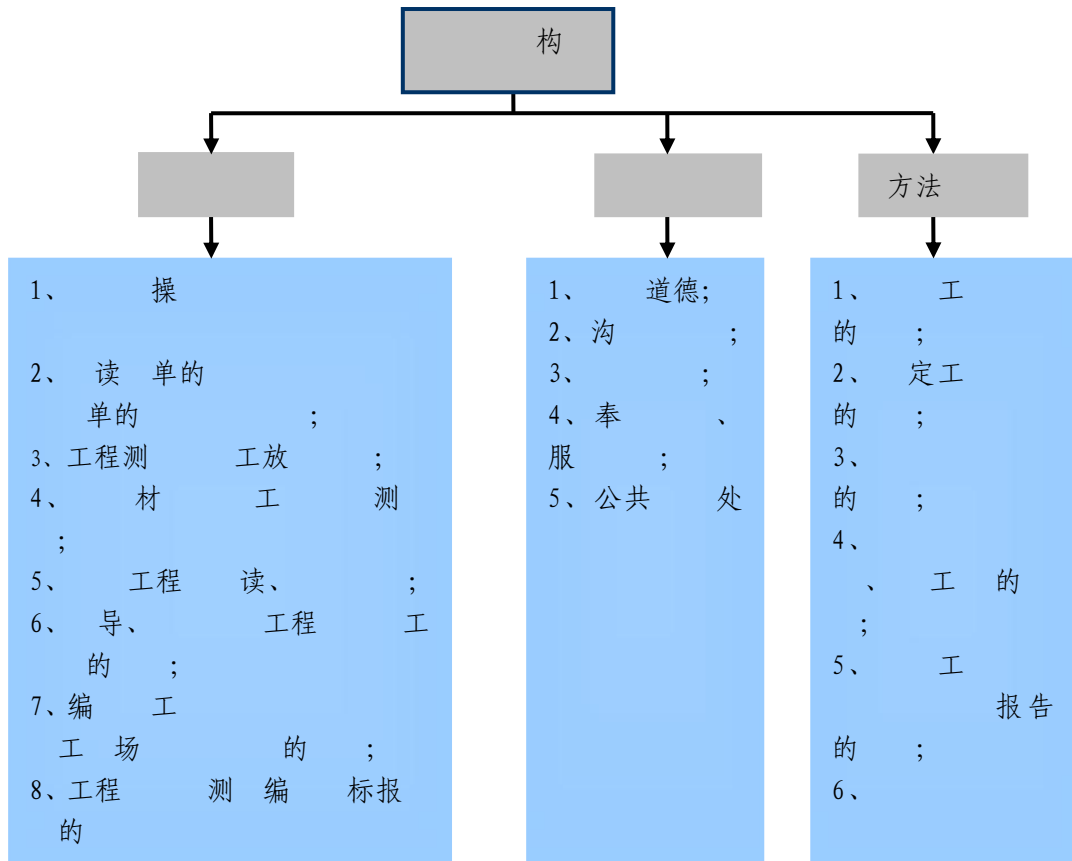 构
方法
1、 操
2、 读 单的
单的 ;
3、工程测 工放 ;
4、 材 工 测
;
5、 工程 读、 ;
6、 导、 工程 工
的 ;
7、编 工
工 场 的 ;
8、工程 测 编 标报
的
1、 道德;
2、沟 ;
3、 ;
4、奉 、
服 ;
5、公共 处
1、 工
的 ;
2、 定工
的 ;
3、
的 ;
4、
、 工 的
;
5、 工
报告
的 ;
6、